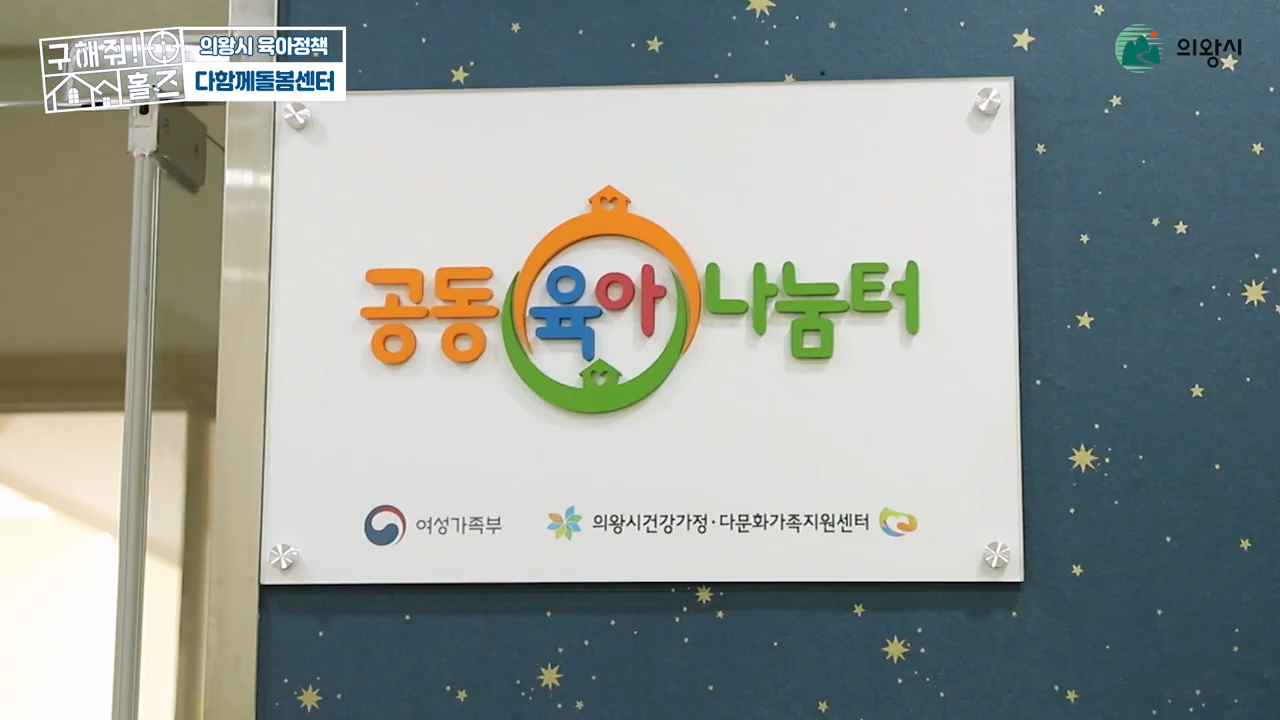 구해줘! 홀즈
의왕시 육아정책
다함께돌봄센터
의왕시
공동육아나눔터
여성가족부
의왕시건강가정·다문화가족지원센터